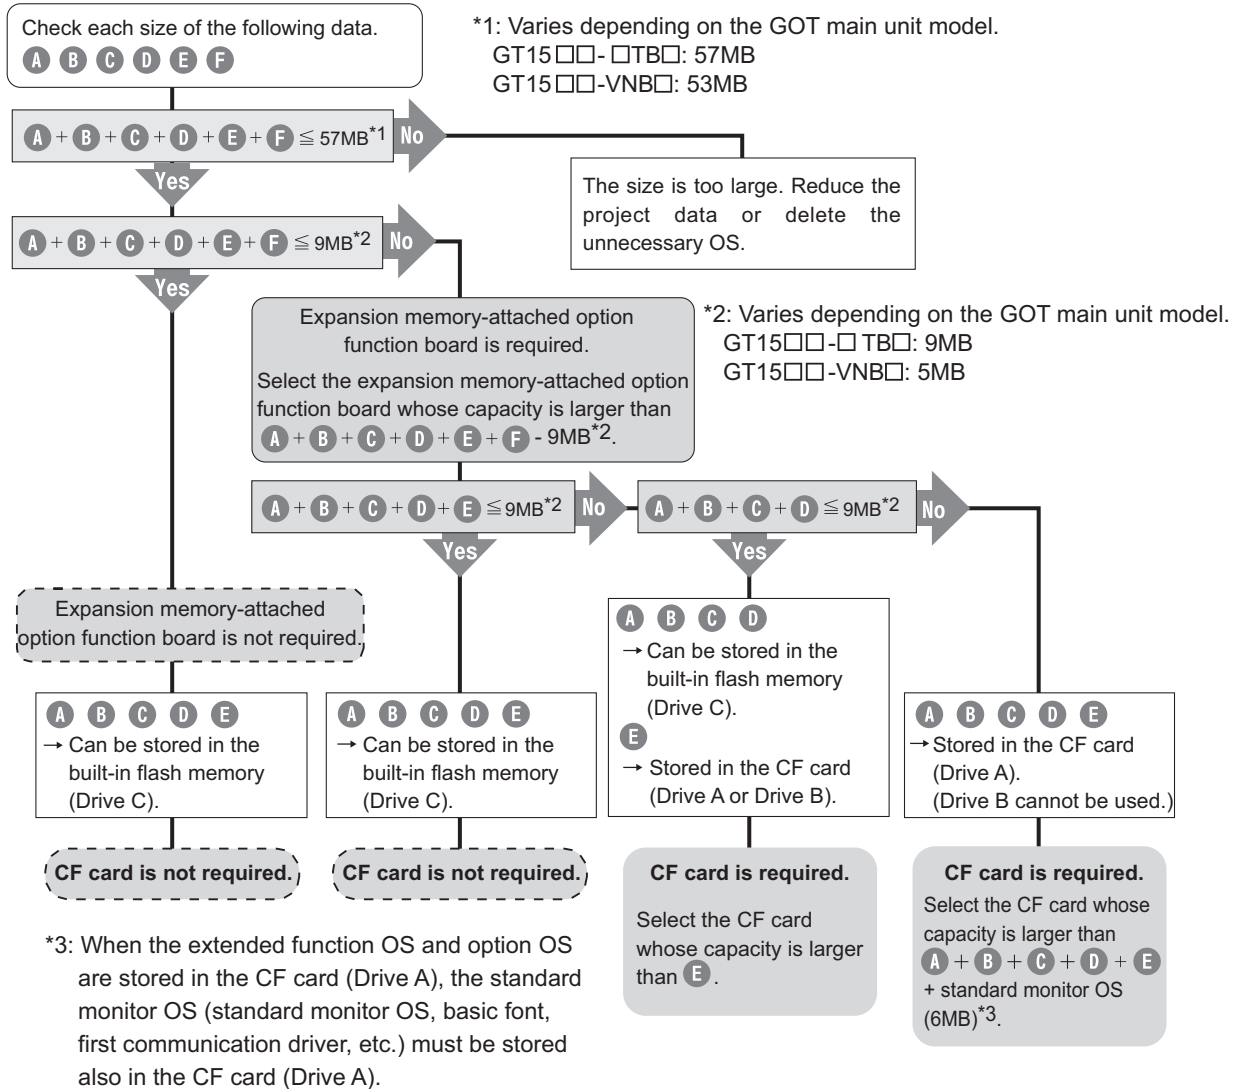 Check each size of the following data.
A B C D E F
*1: Varies depending on the GOT main unit model.
GT15□□-□TB□: 57MB
GT15□□-VNB□: 53MB
A + B + C + D + E + F ≦ 57MB*1
No
Yes
The size is too large. Reduce the
project data or delete the
unnecessary OS.
A + B + C + D + E + F ≦ 9MB*2
No
Yes
Expansion memory-attached option
function board is required.
Select the expansion memory-attached option
function board whose capacity is larger than
A + B + C + D + E + F - 9MB*2.
*2: Varies depending on the GOT main unit model.
GT15□□-□TB□: 9MB
GT15□□-VNB□: 5MB
A + B + C + D + E ≦ 9MB*2
No
Yes
A + B + C + D ≦ 9MB*2
No
Yes
Expansion memory-attached
option function board is not required.
A B C D E
→ Can be stored in the
built-in flash memory
(Drive C).
CF card is not required.
A B C D E
→ Can be stored in the
built-in flash memory
(Drive C).
CF card is not required.
A B C D
→ Can be stored in the
built-in flash memory
(Drive C).
E
→ Stored in the CF card
(Drive A or Drive B).
CF card is required.
Select the CF card
whose capacity is larger
than E.
A B C D E
→ Stored in the CF card
(Drive A).
(Drive B cannot be used.)
CF card is required.
Select the CF card whose
capacity is larger than
A + B + C + D + E
+ standard monitor OS
(6MB)*3.
*3: When the extended function OS and option OS
are stored in the CF card (Drive A), the standard
monitor OS (standard monitor OS, basic font,
first communication driver, etc.) must be stored
also in the CF card (Drive A).